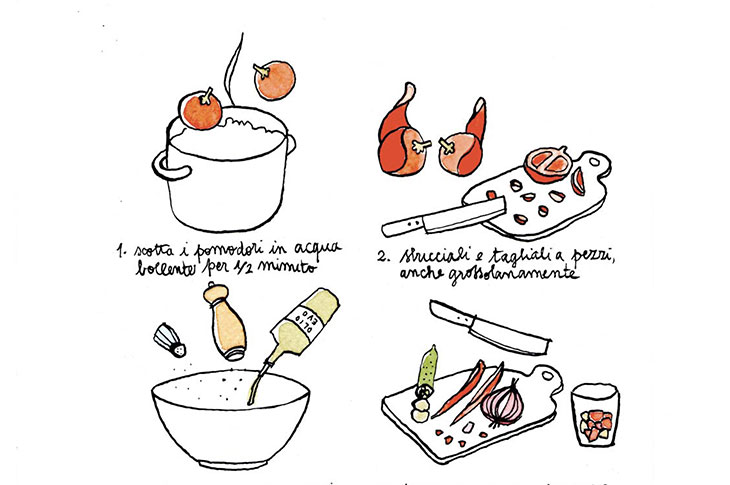 1. scotta i pomodori in acqua
bollente per 1/2 minuto
2. sbucciali e tagliali a pezzi,
anche grossolanamente
OLIO
EVO